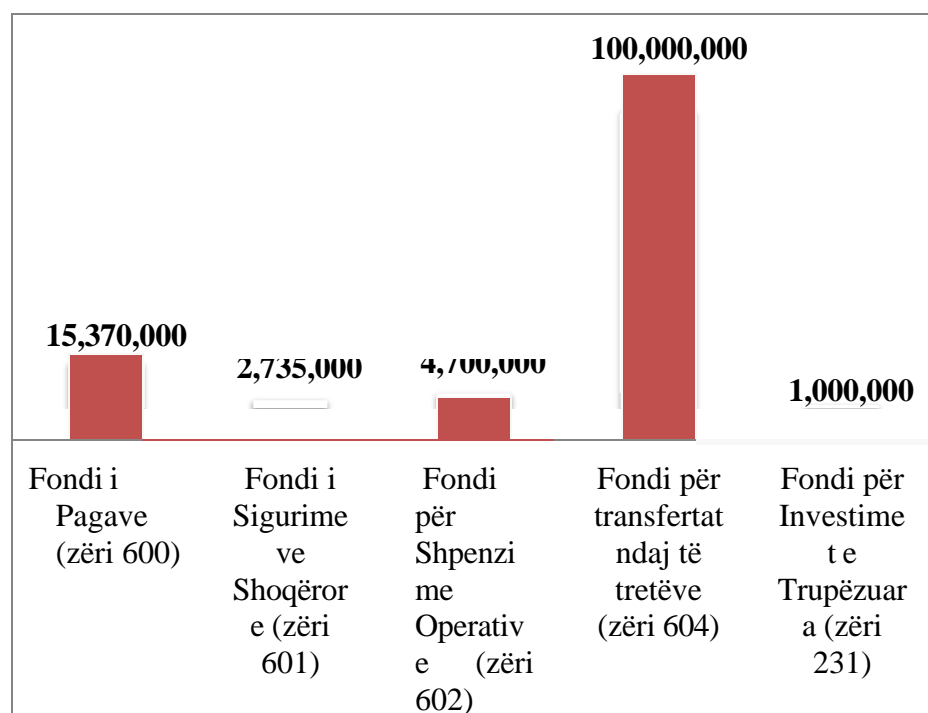 100,000,000
15,370,000
2,735,000
4,700,000
1,000,000
Fondi i
Pagave
(zëri 600)
Fondi i
Sigurime
ve
Shoqëror
e (zëri
601)
Fondi
për
Shpenzi
me
Operativ
e (zëri
602)
Fondi për
transfertat
ndaj të
tretëve
(zëri 604)
Fondi për
Investime
t e
Trupëzuar
a (zëri
231)